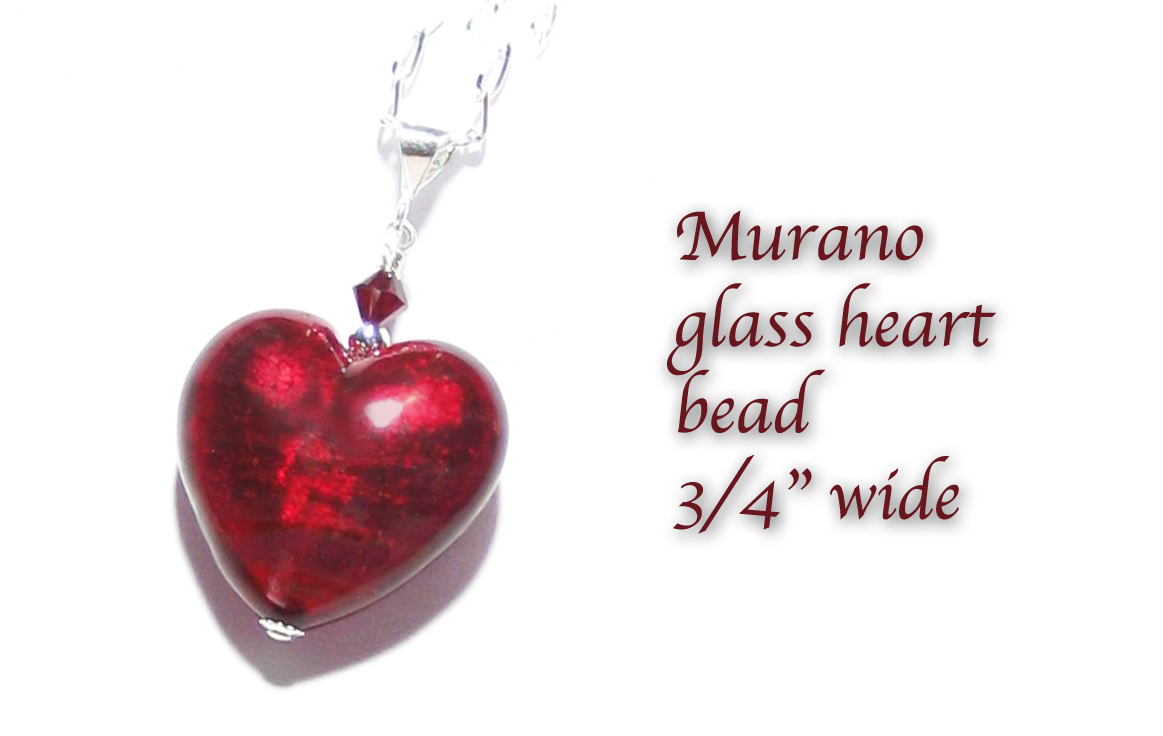 Murano
glass heart
bead
3/4” wide